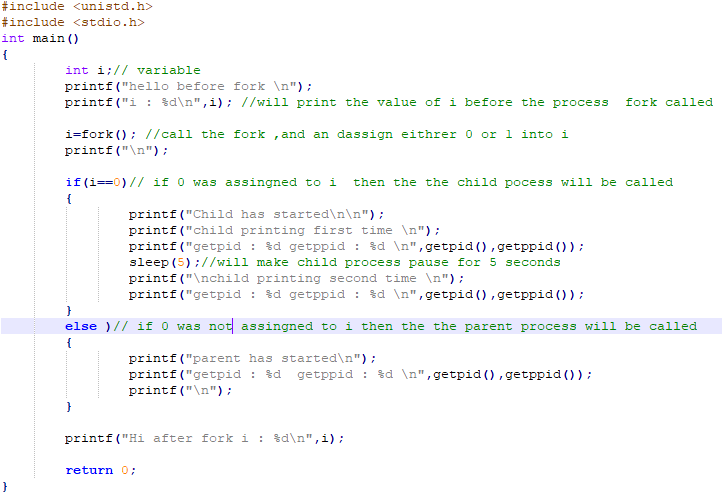 #include <unistd.h>
#include <stdio.h>
int main()
{
int i;// variable
printf("hello before fork \n");
printf("i : %d\n",i); //will print the value of i before the process  fork called
i=fork(); //call the fork ,and an dassign eithrer 0 or 1 into i
printf("\n");
if(i==0)// if 0 was assingned to i  then the the child pocess will be called
{
printf("Child has started\n\n");
printf("child printing first time \n");
printf("getpid : %d getppid : %d \n",getpid(),getppid());
sleep(5);//will make child process pause for 5 seconds
printf("\nchild printing second time \n");
printf("getpid : %d getppid : %d \n",getpid(),getppid());
}
else )// if 0 was not assingned to i then the the parent process will be called
{
printf("parent has started\n");
printf("getpid : %d  getppid : %d \n",getpid(),getppid());
printf("\n");
}
printf("Hi after fork i : %d\n",i);
return 0;
}